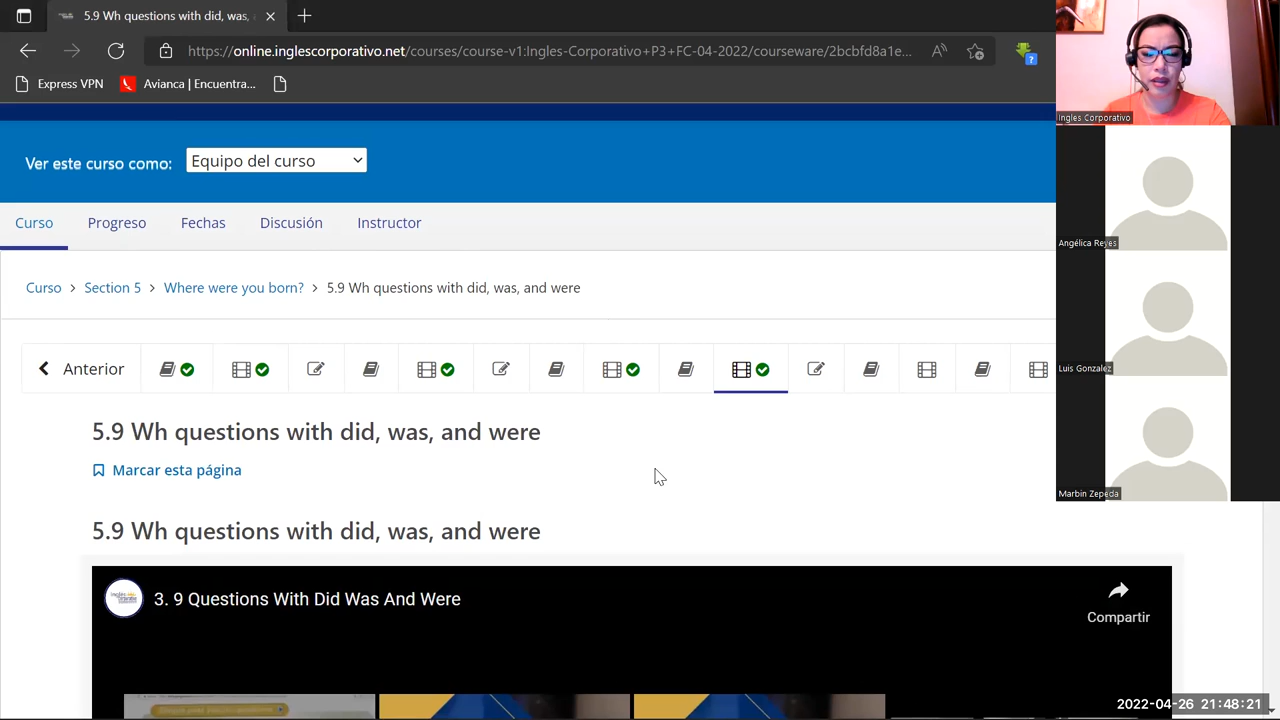 5.9 Wh questions with did, was,
https://online.inglescorporativo.net/courses/course-v1:Ingles-Corporativo+P3+FC-04-2022/courseware/2bcbfd8a1e...
Express VPN
Avianca | Encuentra...
Ver este curso como:
Equipo del curso
Curso
Progreso
Fechas
Discusión
Instructor
Curso > Section 5 > Where were you born? > 5.9 Wh questions with did, was, and were
Anterior
5.9 Wh questions with did, was, and were
Marcar esta página
5.9 Wh questions with did, was, and were
3. 9 Questions With Did Was And Were
Compartir
Ingles Corporativo
Angélica Reyes
Luis Gonzalez
Marbin Zepeda
2022-04-26 21:48:21